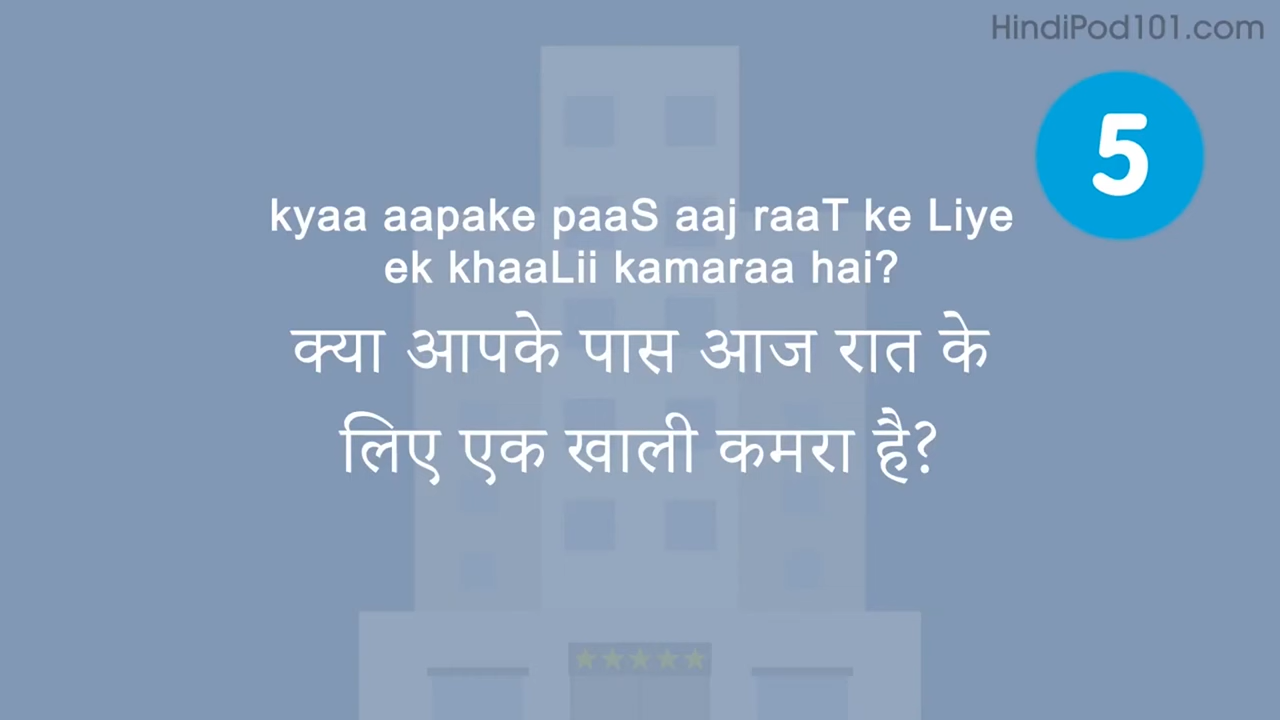 HindiPod101.com
5
kyaa aapake paaS aaj raaT ke Liye
ek khaaLii kamaraa hai?
क्या आपके पास आज रात के
लिए एक खाली कमरा है?